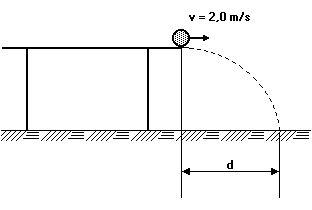 v = 2,0 m/s
d